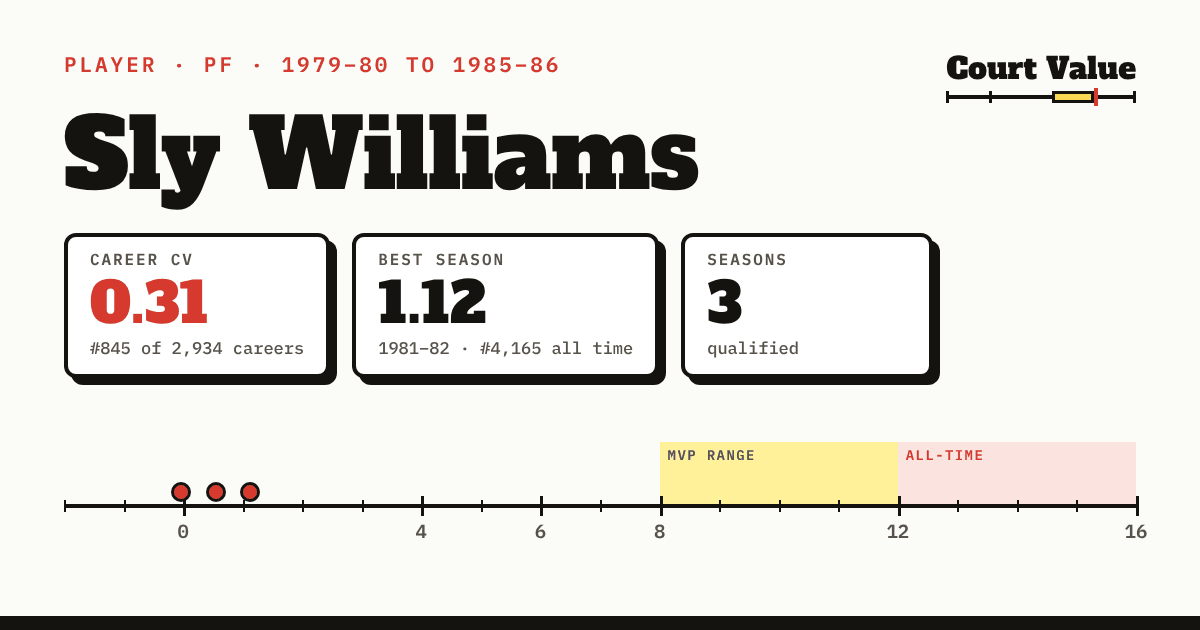 PLAYER · PF · 1979–80 TO 1985–86
Court Value
Sly Williams
CAREER CV
0.31
#845 of 2,934 careers
BEST SEASON
1.12
1981–82 · #4,165 all time
SEASONS
3
qualified
MVP RANGE
ALL-TIME
0 4 6 8 12 16